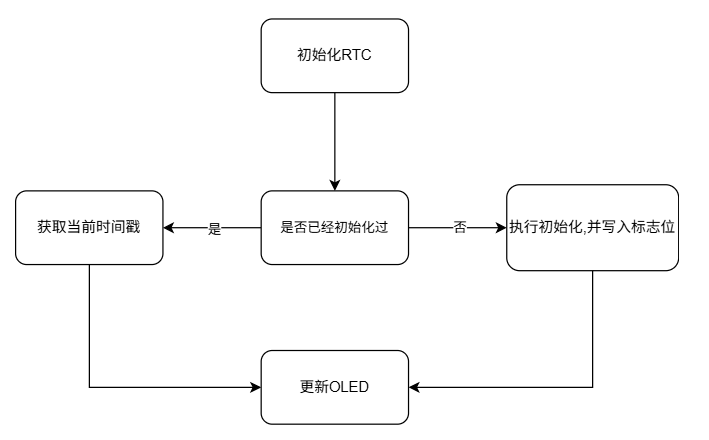 初始化RTC
获取当前时间戳
是
是否已经初始化过
否
执行初始化,并写入标志位
更新OLED